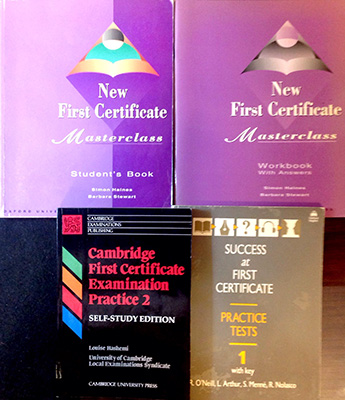 New
First Certificate
Masterclass
Student's Book
Simon Haines
Barbara Stewart
New
First Certificate
Masterclass
Workbook
With Answers
Simon Haines
Barbara Stewart
CAMBRIDGE
EXAMINATIONS
PUBLISHING
Cambridge
First Certificate
Examination
Practice 2
SELF-STUDY EDITION
Louise Hashemi
University of Cambridge
Local Examinations Syndicate
CAMBRIDGE UNIVERSITY PRESS
SUCCESS
at
FIRST
CERTIFICATE
PRACTICE
TESTS
1
with key
R. O'Neill, L. Arthur, S. Menné, R. Nolasco